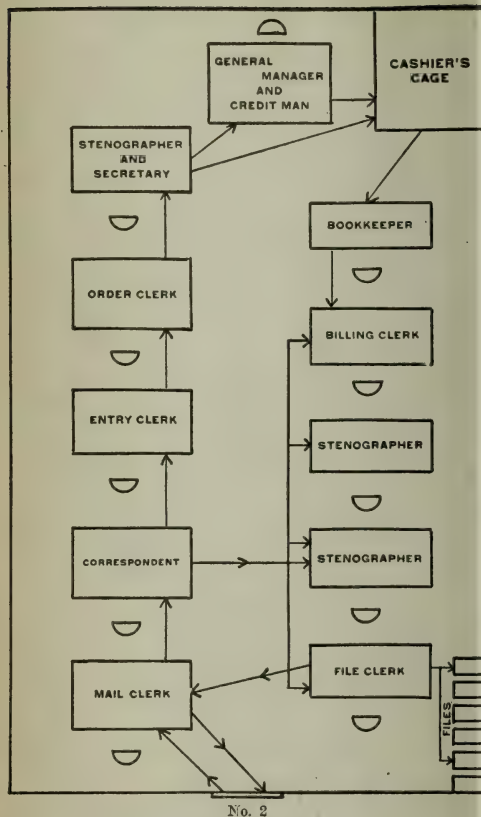 GENERAL
MANAGER
AND
CREDIT MAN
CASHIER'S
CAGE
STENOGRAPHER
AND
SECRETARY
BOOKKEEPER
ORDER CLERK
BILLING CLERK
ENTRY CLERK
STENOGRAPHER
CORRESPONDENT
STENOGRAPHER
MAIL CLERK
FILE CLERK
FILES
No. 2